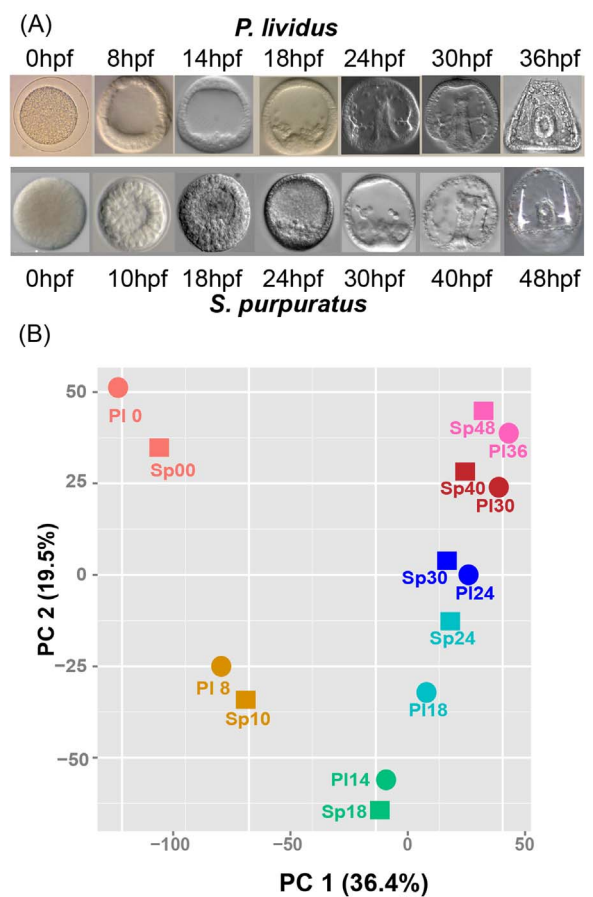 (A)
P. lividus
0hpf 8hpf 14hpf 18hpf 24hpf 30hpf 36hpf
0hpf 10hpf 18hpf 24hpf 30hpf 40hpf 48hpf
S. purpuratus
(B)
50
Pl 0
Sp48
Pl36
Sp00
Sp40
25
Pl30
0
Sp30
Pl24
Sp24
PC 2 (19.5%)
−25
Pl 8
Sp10
Pl18
−50
Pl14
Sp18
−100 −50 0 50
PC 1 (36.4%)